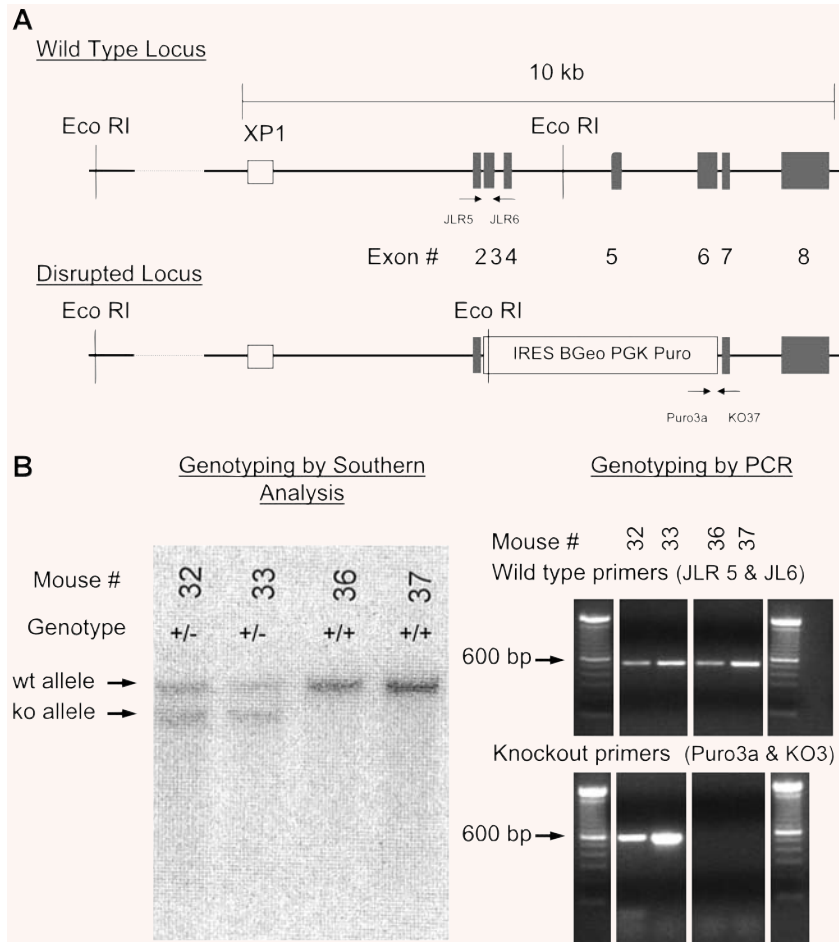 A
Wild Type Locus
10 kb
Eco RI
XP1
Eco RI
JLR5
JLR6
Exon #
2 3 4
5
6
7
8
Disrupted Locus
Eco RI
Eco RI
IRES BGeo PGK Puro
Puro3a
KO37
B
Genotyping by Southern
Analysis
Mouse #
32
33
36
37
Genotype
+/-
+/-
+/+
+/+
wt allele
ko allele
Genotyping by PCR
Mouse #
32
33
36
37
Wild type primers (JLR 5 & JL6)
600 bp
Knockout primers (Puro3a & KO3)
600 bp